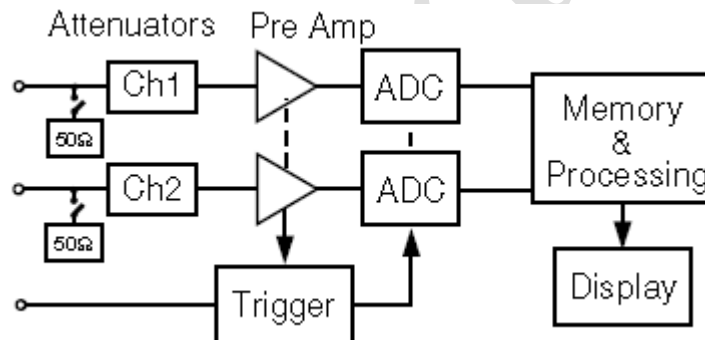 Attenuators Pre Amp
Ch1
ADC
50Ω
Memory
&
Processing
Ch2
ADC
50Ω
Trigger
Display